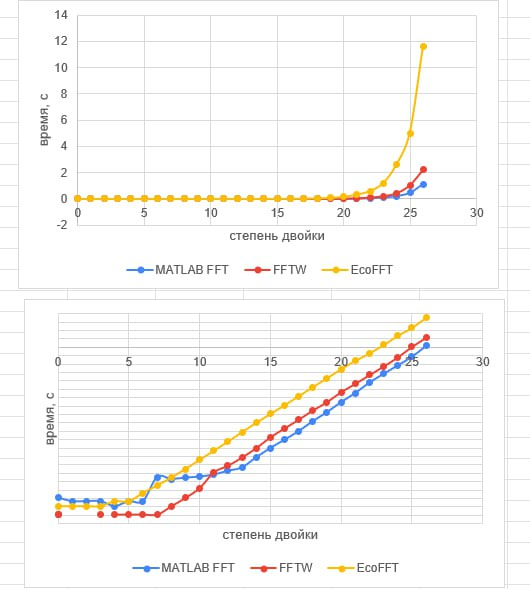 14
12
10
8
6
4
2
0
-2
время, с
0 5 10 15 20 25 30
степень двойки
MATLAB FFT FFTW EcoFFT
0 5 10 15 20 25 30
время, с
степень двойки
MATLAB FFT FFTW EcoFFT